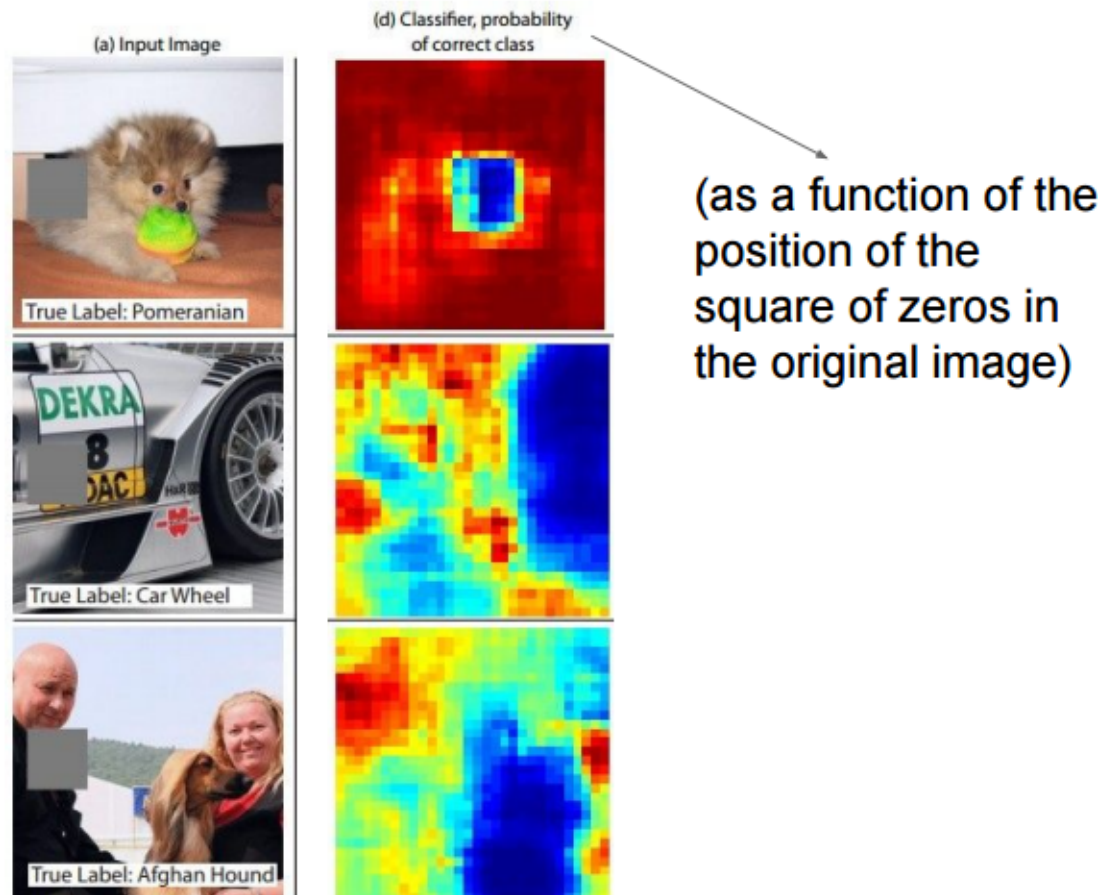 (a) Input Image
(d) Classifier, probability
of correct class
(as a function of the
position of the
square of zeros in
the original image)
True Label: Pomeranian
DEKRA
8
DAC
H&R
True Label: Car Wheel
True Label: Afghan Hound